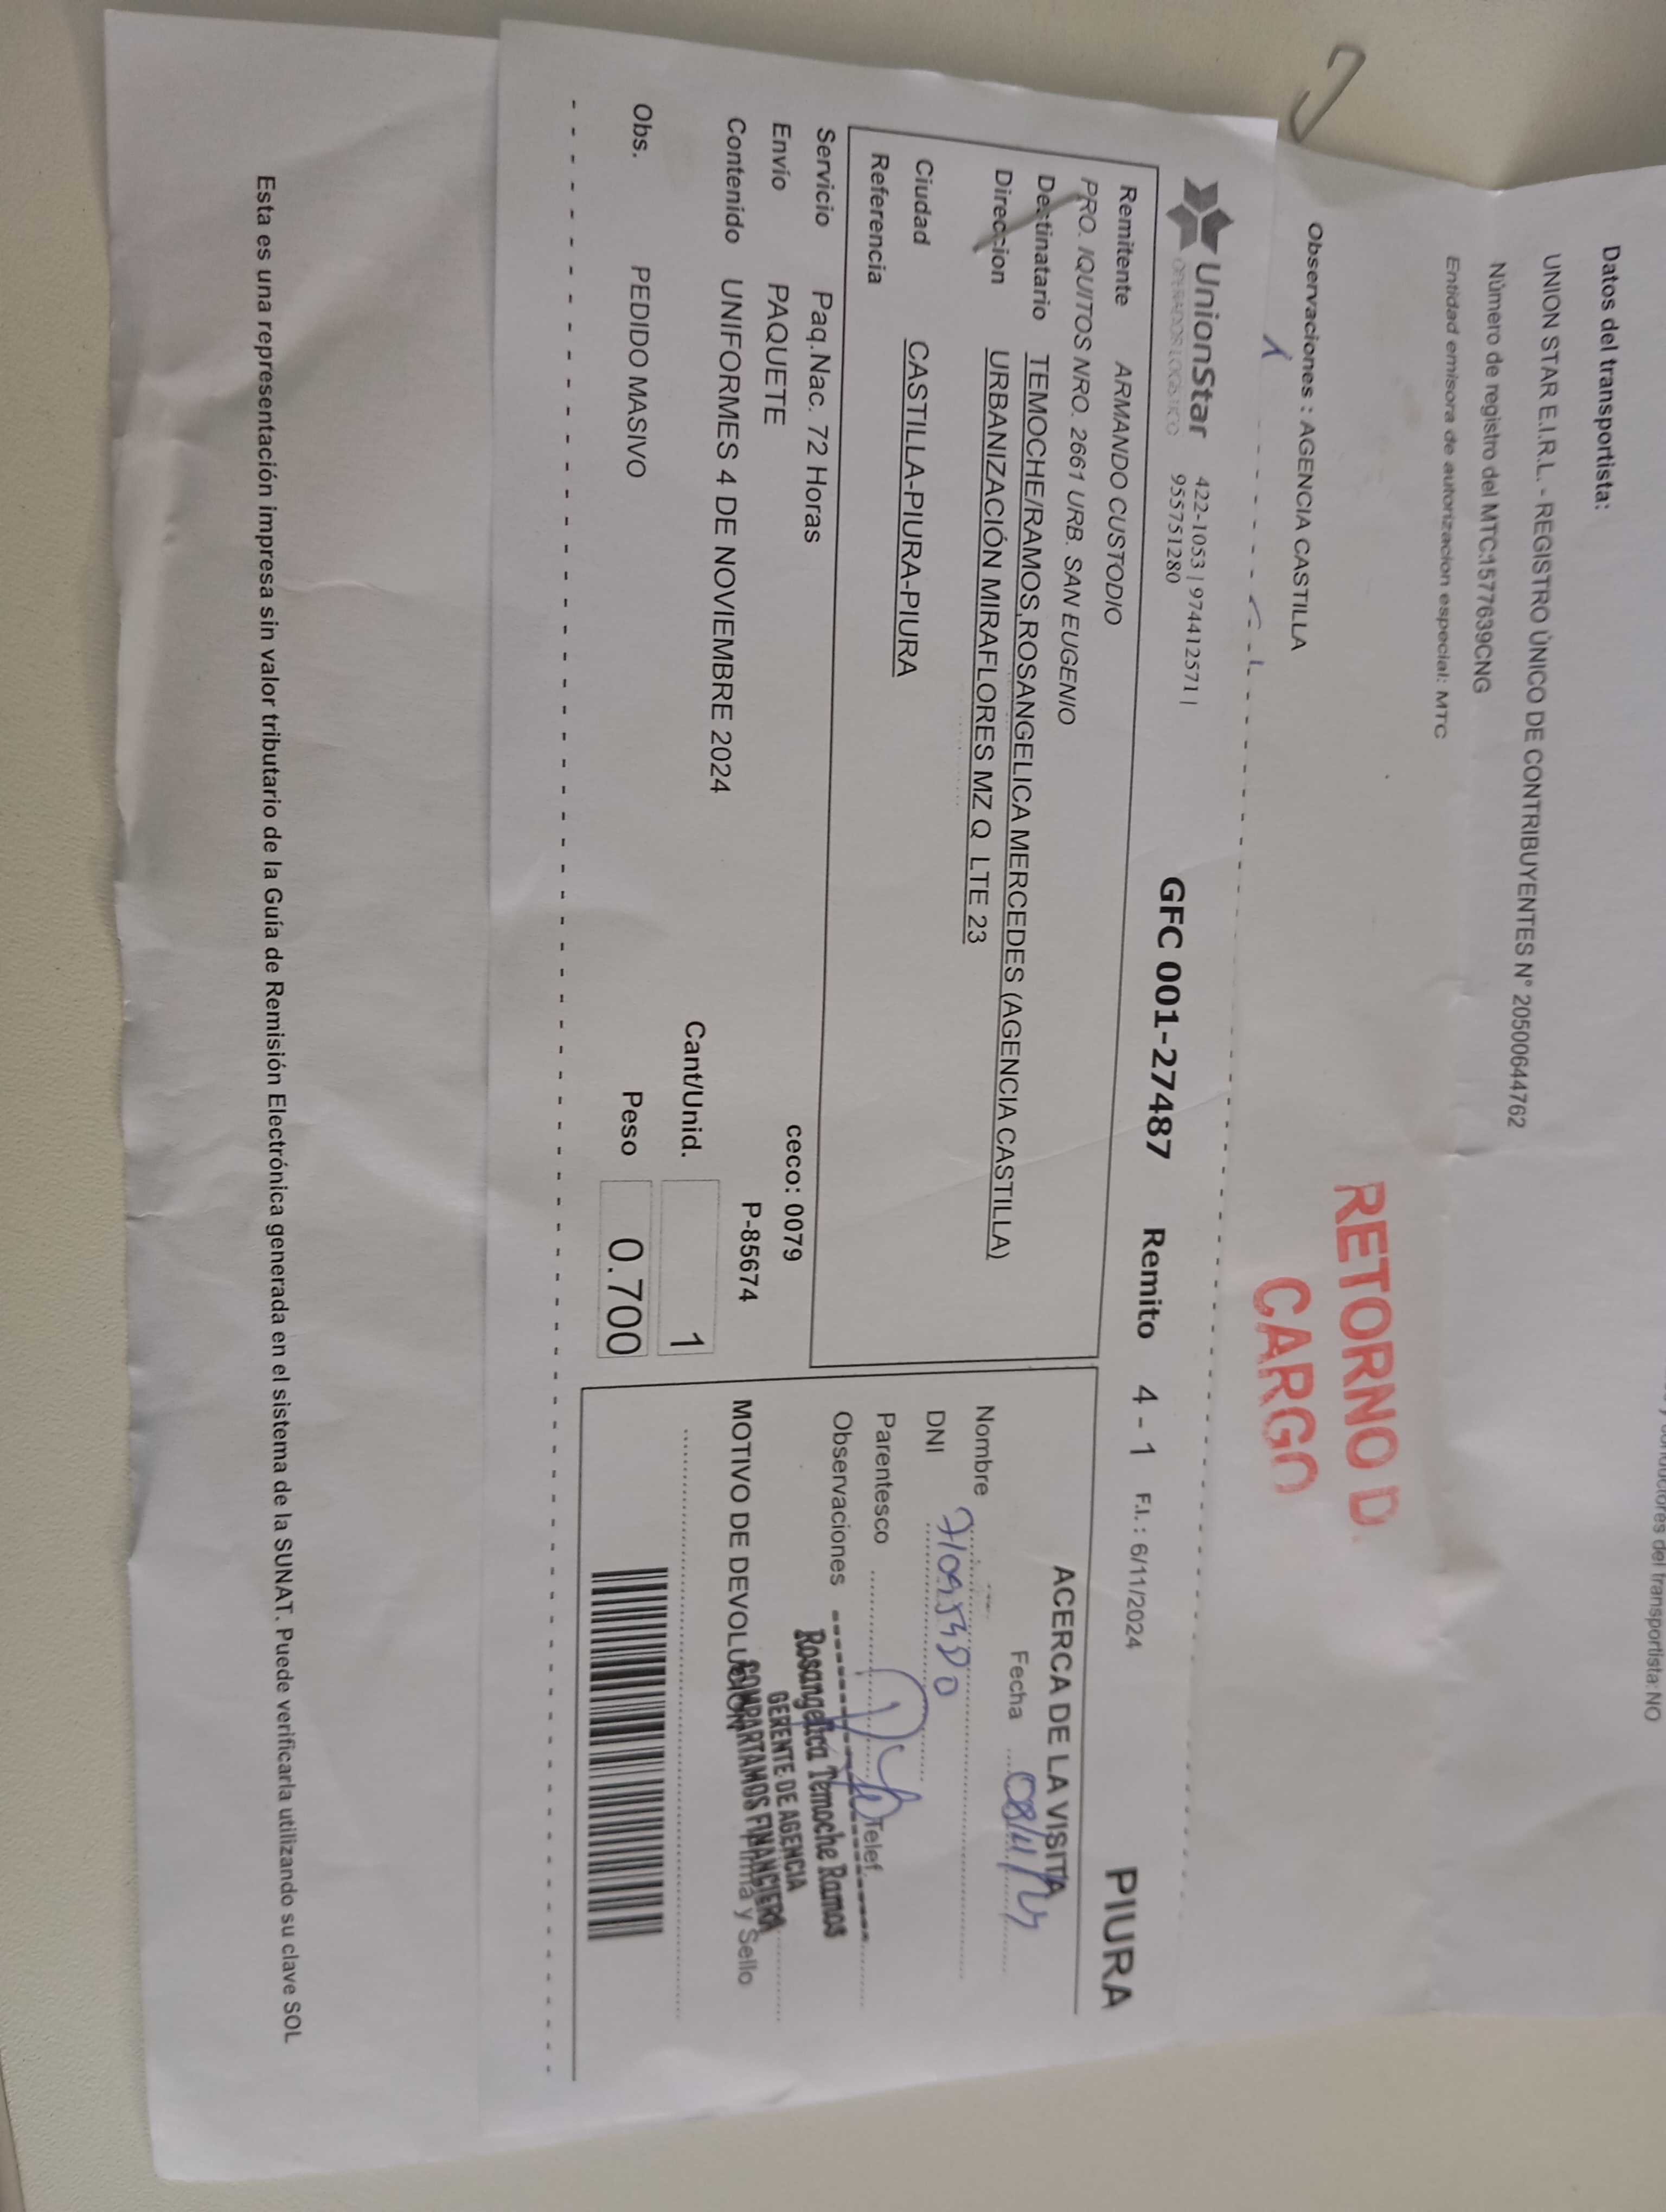 conductores del transportista: NO
Datos del transportista:
UNION STAR E.I.R.L. - REGISTRO ÚNICO DE CONTRIBUYENTES N° 20500644762
Número de registro del MTC:1577639CNG
Entidad emisora de autorizacion especial: MTC
Observaciones : AGENCIA CASTILLA
RETORNO D
CARGO
UnionStar
OPERADOR LOGISTICO
422-1053 | 974412571 |
955751280
GFC 001-27487 Remito 4 - 1 F.I. : 6/11/2024 PIURA
Remitente ARMANDO CUSTODIO
PRO. IQUITOS NRO. 2661 URB. SAN EUGENIO
Destinatario TEMOCHE/RAMOS,ROSANGELICA MERCEDES (AGENCIA CASTILLA)
Direccion URBANIZACIÓN MIRAFLORES MZ Q LTE 23
Ciudad CASTILLA-PIURA-PIURA
Referencia
Servicio Paq.Nac. 72 Horas
Envío PAQUETE
Contenido UNIFORMES 4 DE NOVIEMBRE 2024
Obs. PEDIDO MASIVO
ceco: 0079
P-85674
Cant/Unid. 1
Peso 0.700
ACERCA DE LA VISITA
Fecha
Nombre
DNI
Parentesco
Telef.
Observaciones
Rosangelica Temoche Ramos
GERENTE DE AGENCIA
COMPARTAMOS FINANCIERA
MOTIVO DE DEVOLUCION
Firma y Sello
Esta es una representación impresa sin valor tributario de la Guía de Remisión Electrónica generada en el sistema de la SUNAT. Puede verificarla utilizando su clave SOL